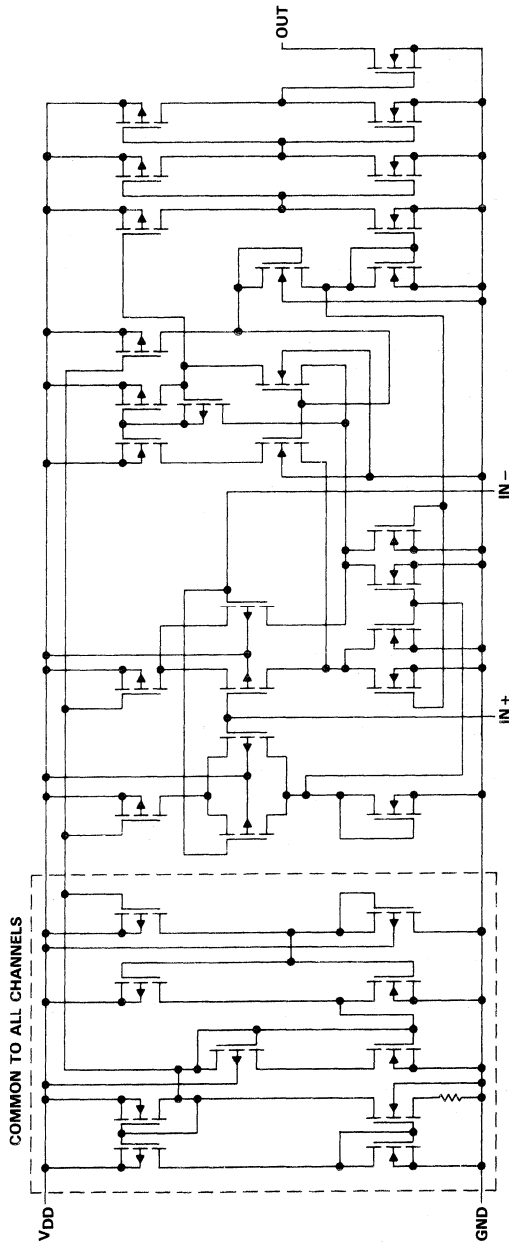 COMMON TO ALL CHANNELS
VDD
OUT
IN+
IN−
GND